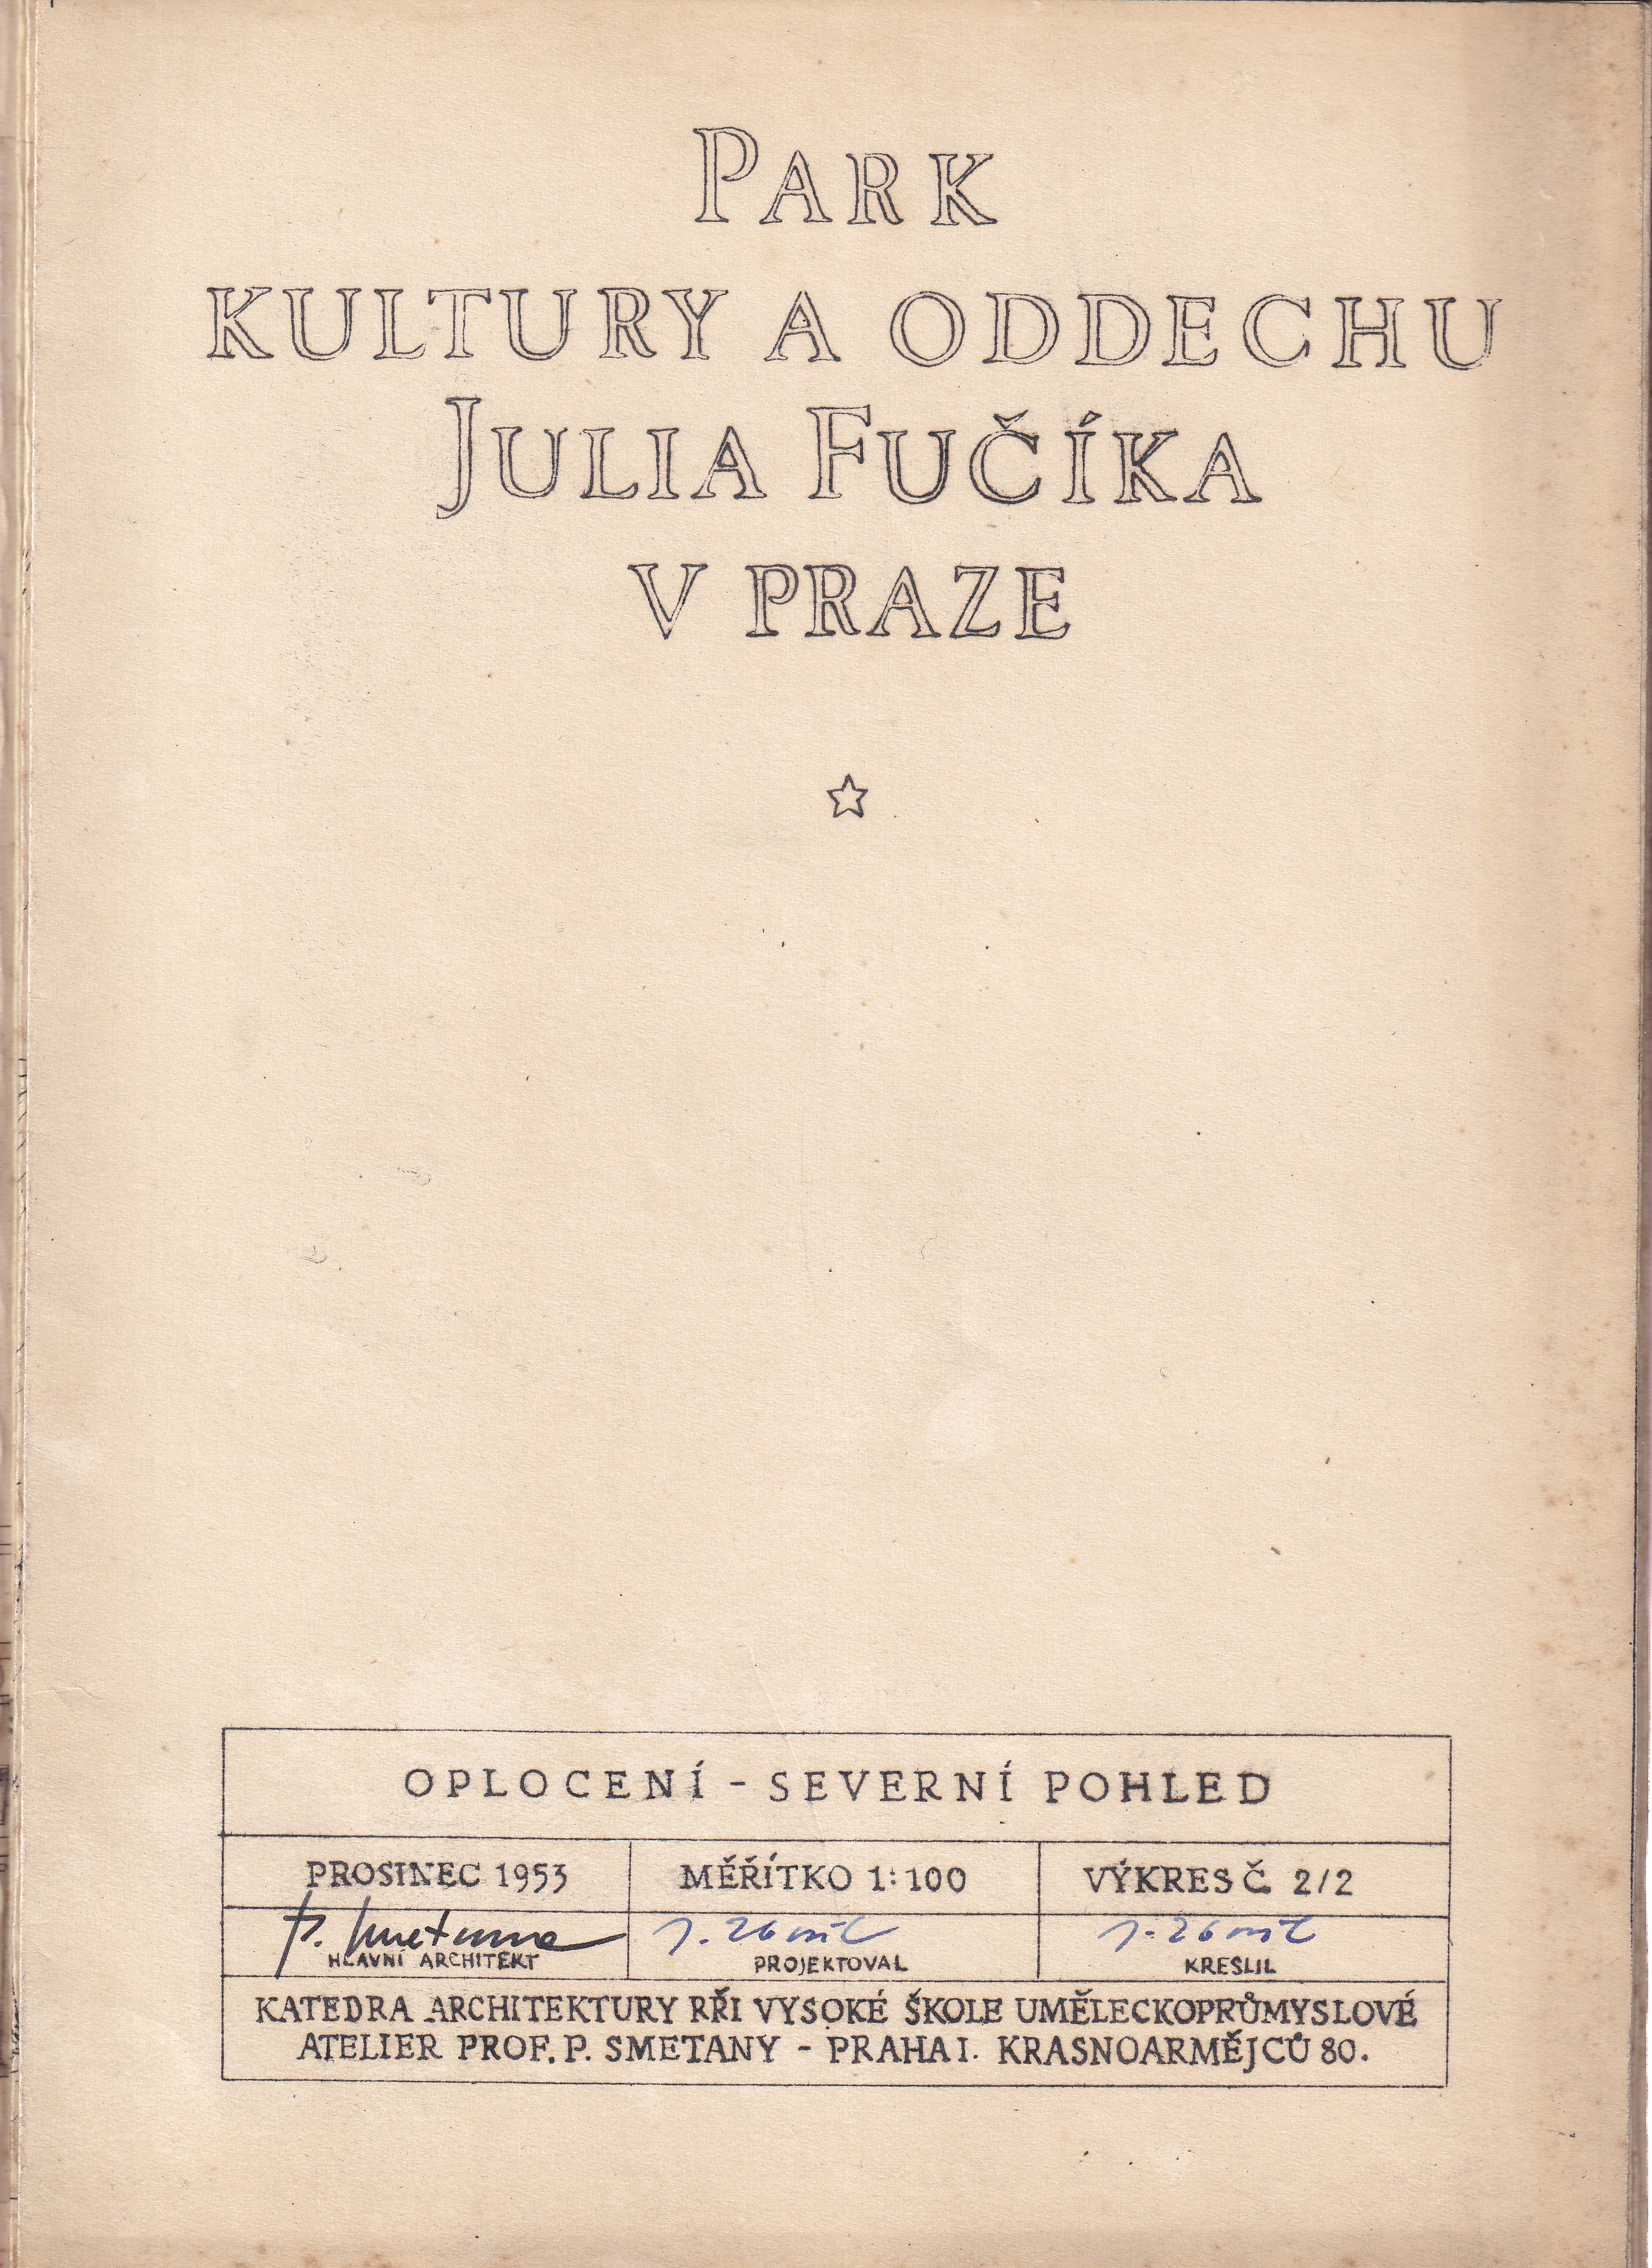 PARK
KULTURY A ODDECHU
JULIA FUČÍKA
V PRAZE
OPLOCENÍ - SEVERNÍ POHLED
PROSINEC 1953 MĚŘÍTKO 1:100 VÝKRES Č. 2/2
P. Smetana
HLAVNÍ ARCHITEKT PROJEKTOVAL KRESLIL
KATEDRA ARCHITEKTURY PŘI VYSOKÉ ŠKOLE UMĚLECKOPRŮMYSLOVÉ
ATELIER PROF. P. SMETANY - PRAHA I. KRASNOARMĚJCŮ 80.